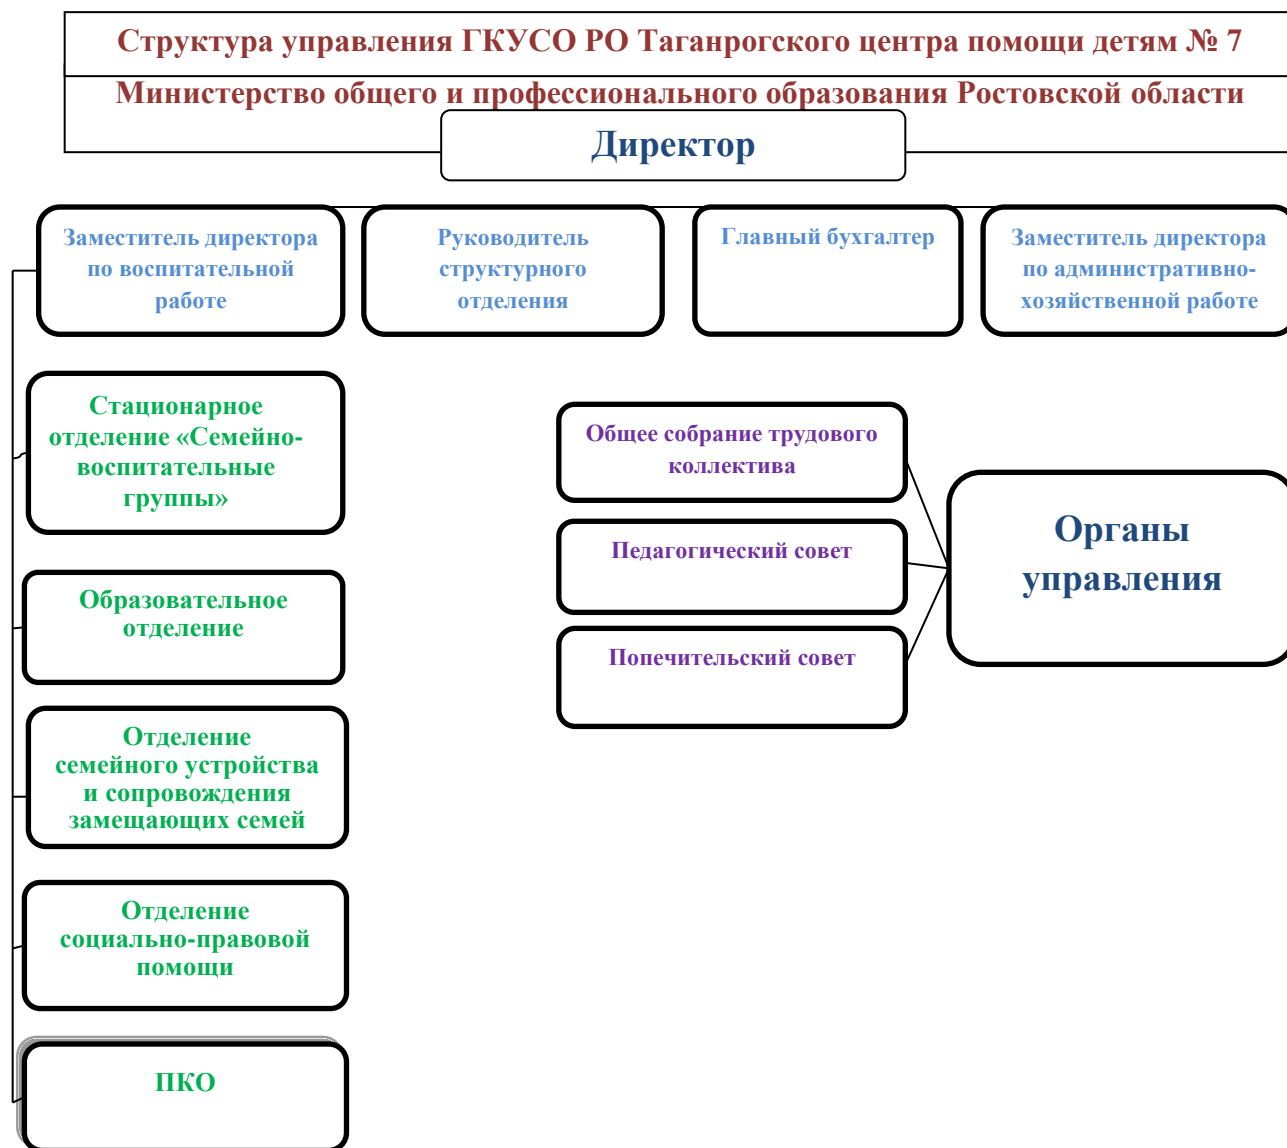 Структура управления ГКУСО РО Таганрогского центра помощи детям № 7
Министерство общего и профессионального образования Ростовской области
Директор
Заместитель директора
по воспитательной
работе
Руководитель
структурного
отделения
Главный бухгалтер
Заместитель директора
по административно-
хозяйственной работе
Стационарное
отделение «Семейно-
воспитательные
группы»
Образовательное
отделение
Отделение
семейного устройства
и сопровождения
замещающих семей
Отделение
социально-правовой
помощи
ПКО
Общее собрание трудового
коллектива
Педагогический совет
Попечительский совет
Органы
управления